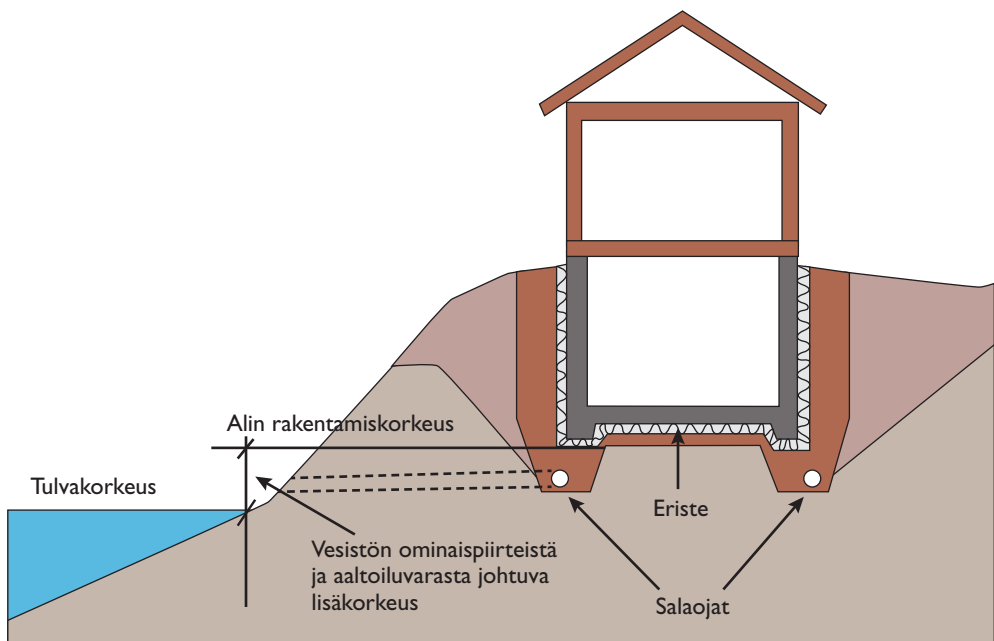 Alin rakentamiskorkeus
Tulvakorkeus
Eriste
Vesistön ominaispiirteistä
ja aaltoiluvarasta johtuva
lisäkorkeus
Salaojat